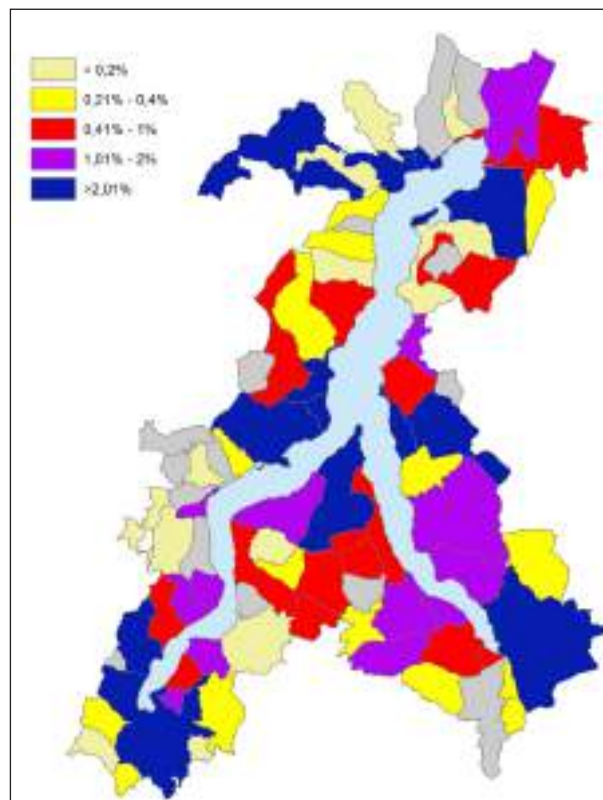 < 0,2%
0,21% - 0,4%
0,41% - 1%
1,01% - 2%
>2,01%